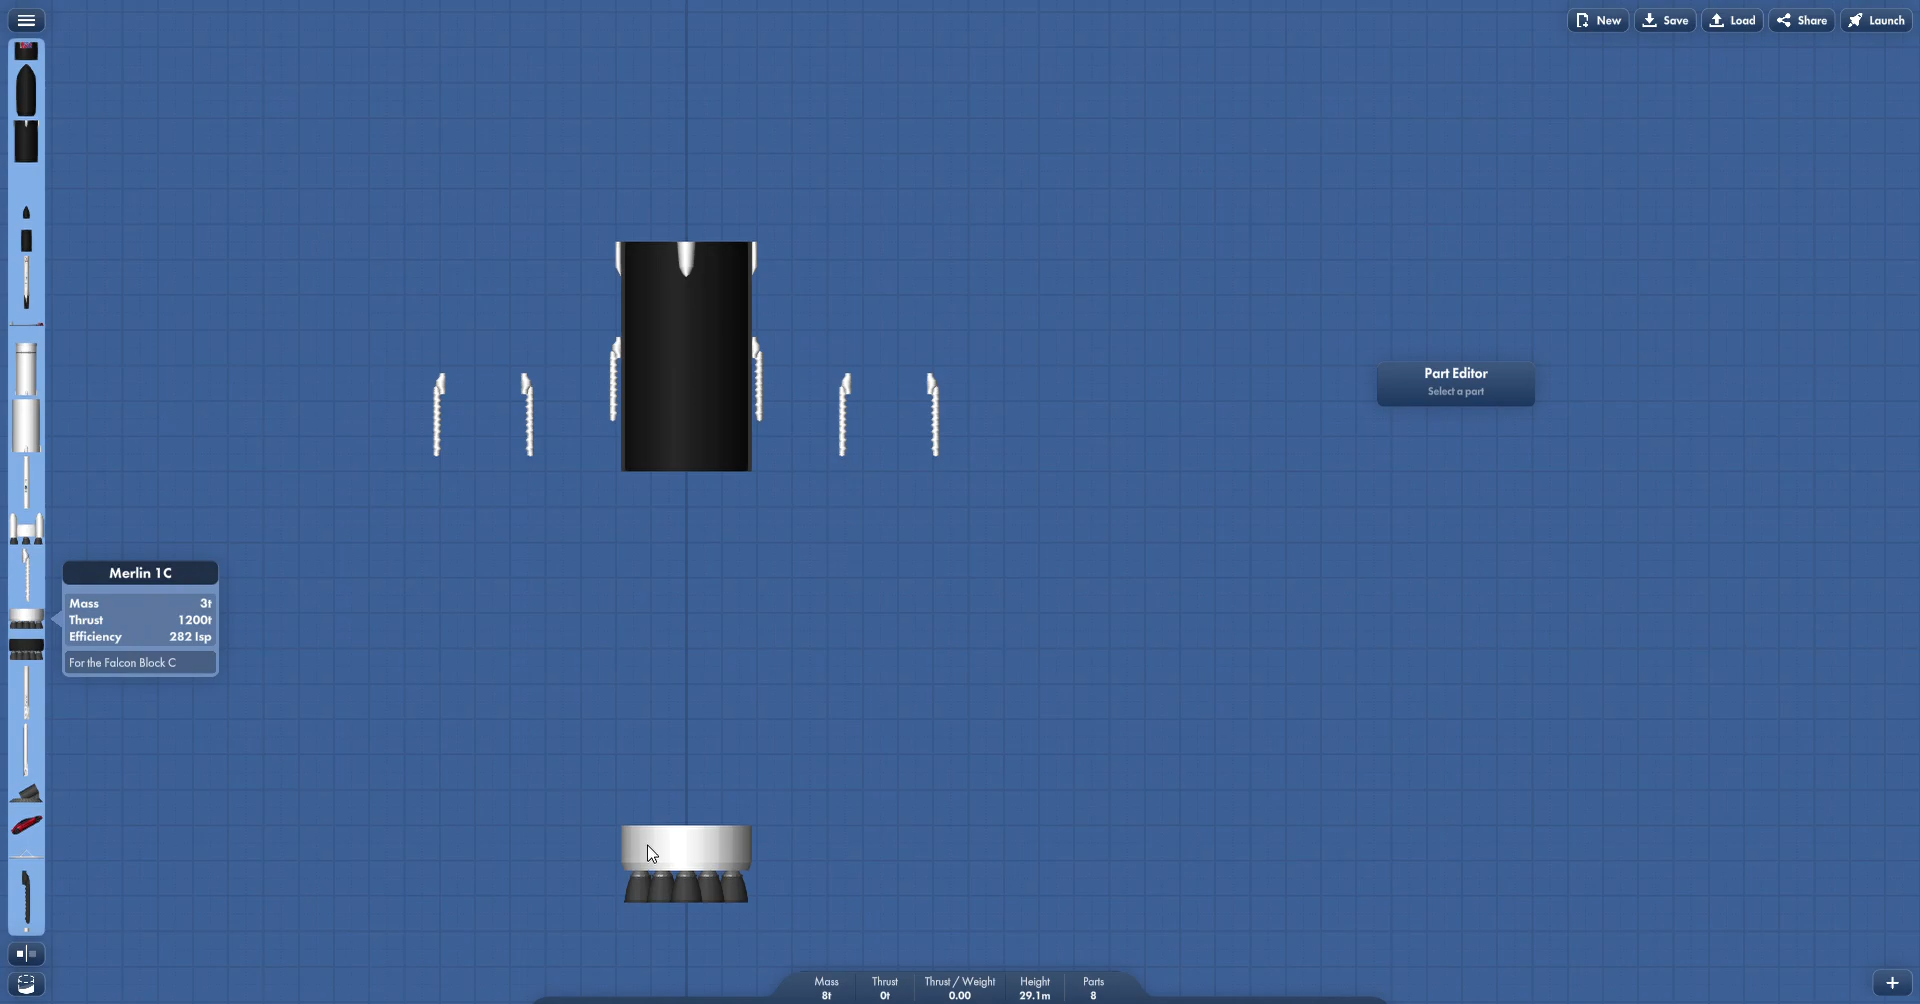 New
Save
Load
Share
Launch
Part Editor
Select a part
Merlin 1C
Mass 3t
Thrust 1200t
Efficiency 282 Isp
For the Falcon Block C
Mass Thrust Thrust / Weight Height Parts
8t 0t 0.00 29.1m 8